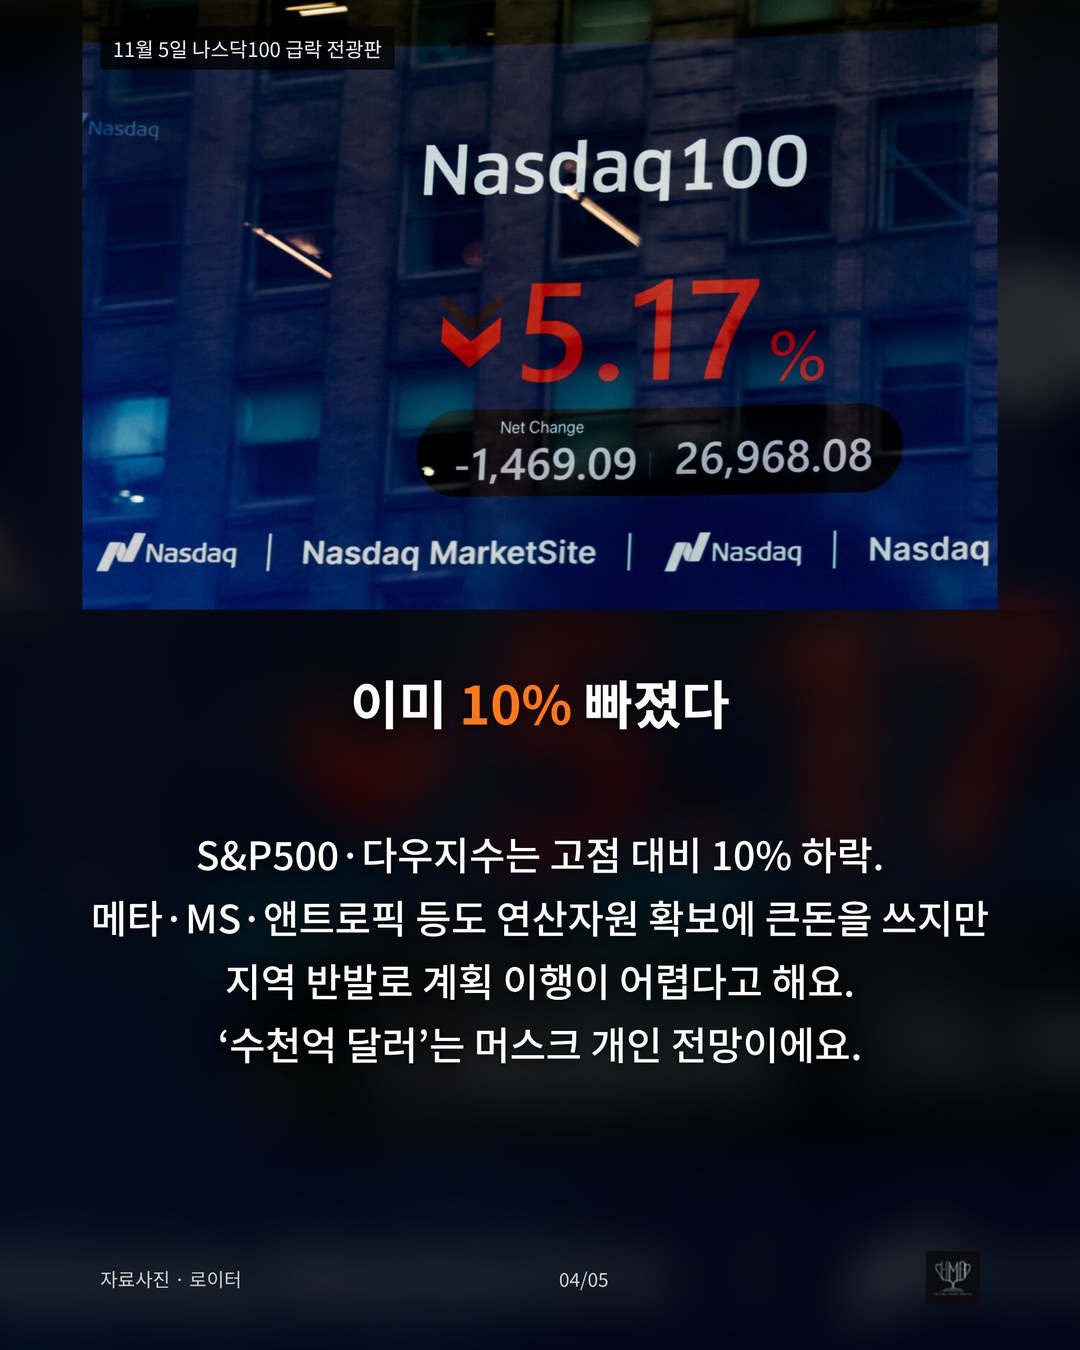 11월 5일 나스닥100 급락 전광판
Nasdaq
Nasdaq100
5.17%
Net Change
-1,469.09 26,968.08
Nasdaq | Nasdaq MarketSite | Nasdaq | Nasdaq
이미 10% 빠졌다
S&P500·다우지수는 고점 대비 10% 하락.
메타·MS·앤트로픽 등도 연산자원 확보에 큰돈을 쓰지만
지역 반발로 계획 이행이 어렵다고 해요.
‘수천억 달러’는 머스크 개인 전망이에요.
자료사진 · 로이터
04/05